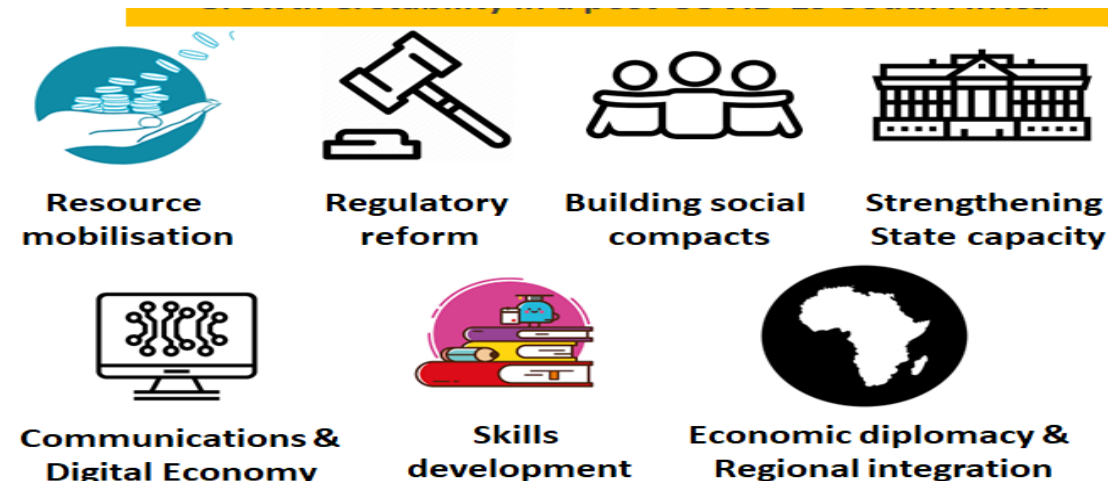 Resource
mobilisation
Regulatory
reform
Building social
compacts
Strengthening
State capacity
Communications &
Digital Economy
Skills
development
Economic diplomacy &
Regional integration